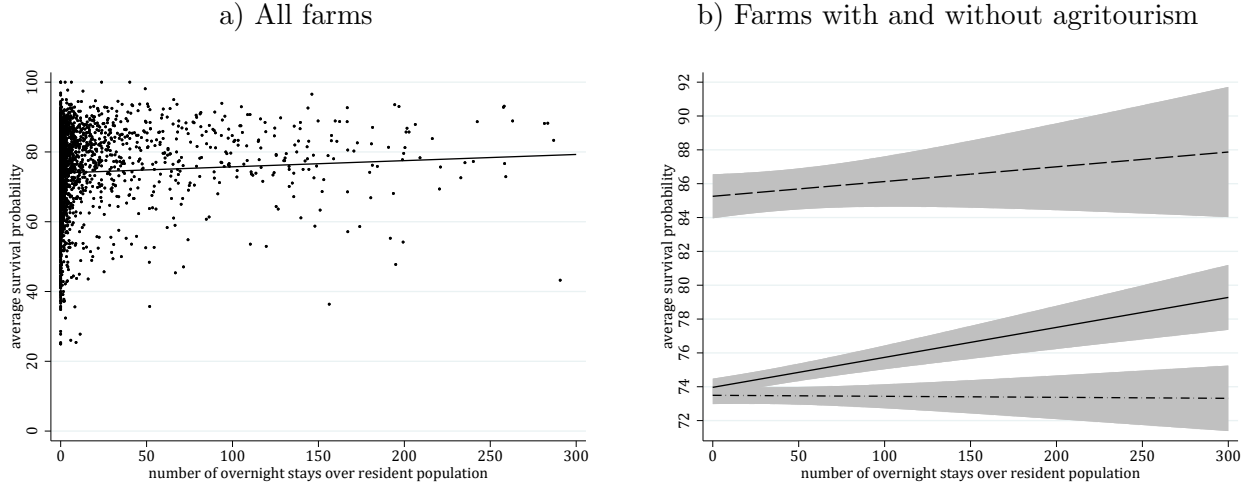 a) All farms
average survival probability
100
80
60
40
20
0
0 50 100 150 200 250 300
number of overnight stays over resident population
b) Farms with and without agritourism
average survival probability
92
90
88
86
84
80
78
76
74
72
0 50 100 150 200 250 300
number of overnight stays over resident population